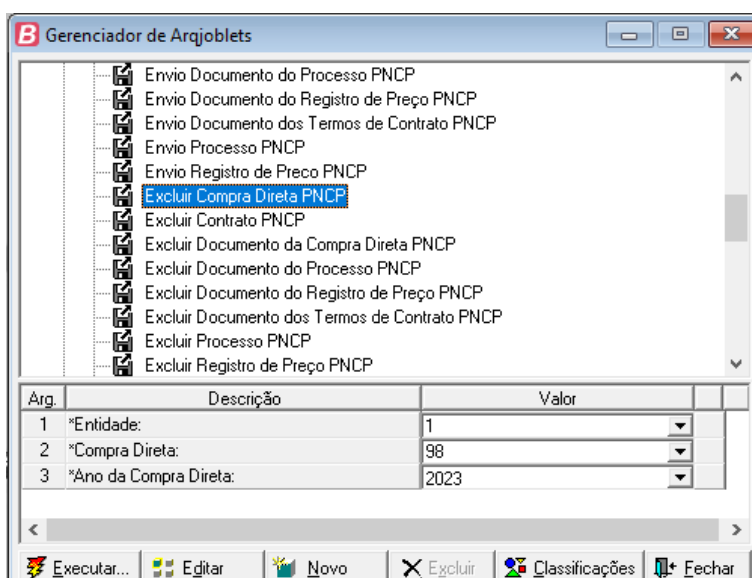 B Gerenciador de Arqjoblets
Envio Documento do Processo PNCP
Envio Documento do Registro de Preço PNCP
Envio Documento dos Termos de Contrato PNCP
Envio Processo PNCP
Envio Registro de Preco PNCP
Excluir Compra Direta PNCP
Excluir Contrato PNCP
Excluir Documento da Compra Direta PNCP
Excluir Documento do Processo PNCP
Excluir Documento do Registro de Preço PNCP
Excluir Documento dos Termos de Contrato PNCP
Excluir Processo PNCP
Excluir Registro de Preço PNCP
Arg. Descrição Valor
1 *Entidade: 1
2 *Compra Direta: 98
3 *Ano da Compra Direta: 2023
Executar... Editar Novo Excluir Classificações Fechar